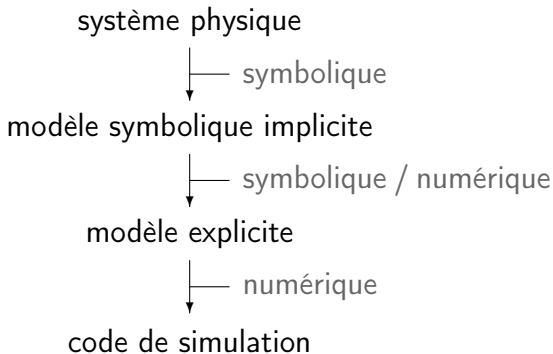 système physique
symbolique
modèle symbolique implicite
symbolique / numérique
modèle explicite
numérique
code de simulation